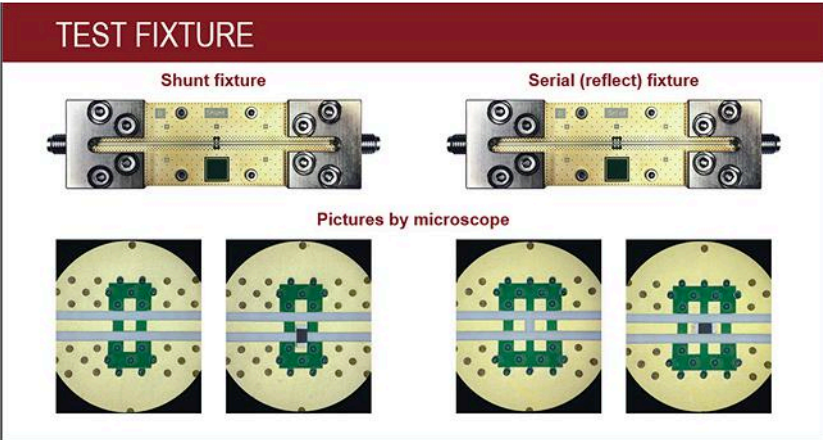 TEST FIXTURE
Shunt fixture
Serial (reflect) fixture
Pictures by microscope